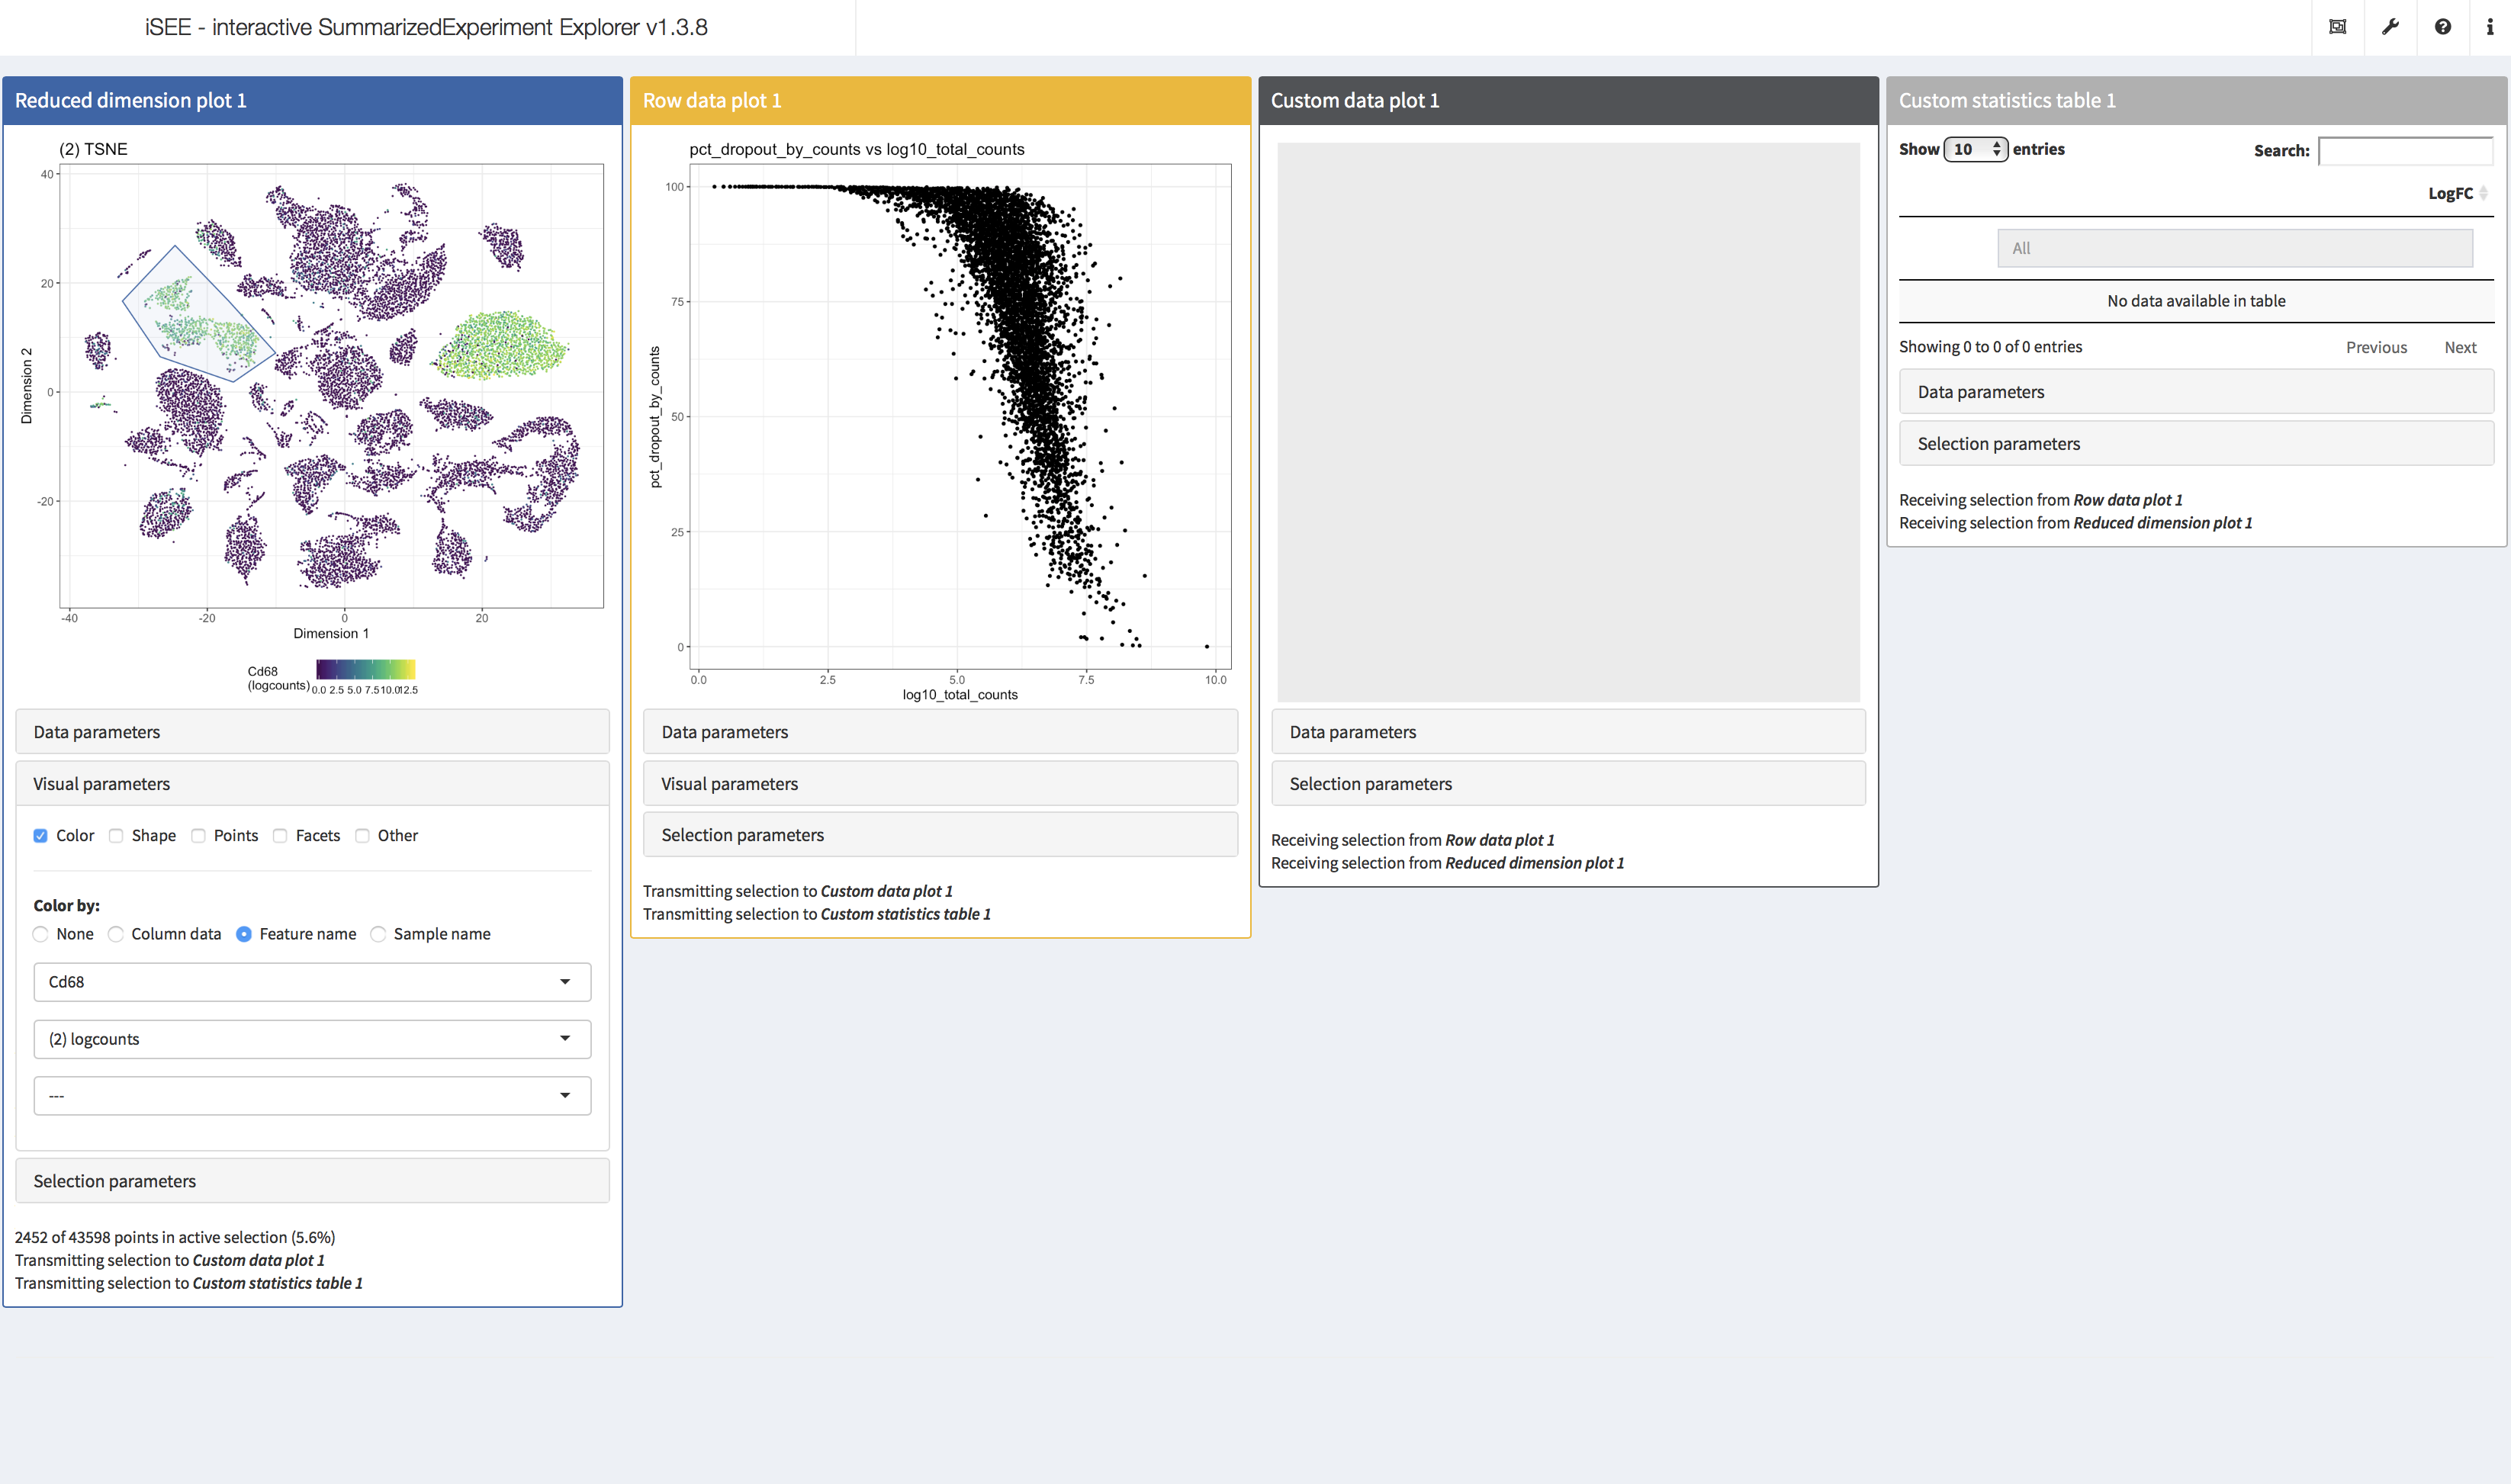 iSEE - interactive SummarizedExperiment Explorer v1.3.8
Reduced dimension plot 1
(2) TSNE
40
20
0
-20
Dimension 2
-40 -20 0 20
Dimension 1
Cd68
(logcounts)
0.0 2.5 5.0 7.5 10.0 12.5
Data parameters
Visual parameters
Color Shape Points Facets Other
Color by:
None Column data Feature name Sample name
Cd68
(2) logcounts
---
Selection parameters
2452 of 43598 points in active selection (5.6%)
Transmitting selection to Custom data plot 1
Transmitting selection to Custom statistics table 1
Row data plot 1
pct_dropout_by_counts vs log10_total_counts
100
75
50
25
0
pct_dropout_by_counts
0.0 2.5 5.0 7.5 10.0
log10_total_counts
Data parameters
Visual parameters
Selection parameters
Transmitting selection to Custom data plot 1
Transmitting selection to Custom statistics table 1
Custom data plot 1
Data parameters
Selection parameters
Receiving selection from Row data plot 1
Receiving selection from Reduced dimension plot 1
Custom statistics table 1
Show 10 entries
Search:
LogFC
All
No data available in table
Showing 0 to 0 of 0 entries
Previous Next
Data parameters
Selection parameters
Receiving selection from Row data plot 1
Receiving selection from Reduced dimension plot 1